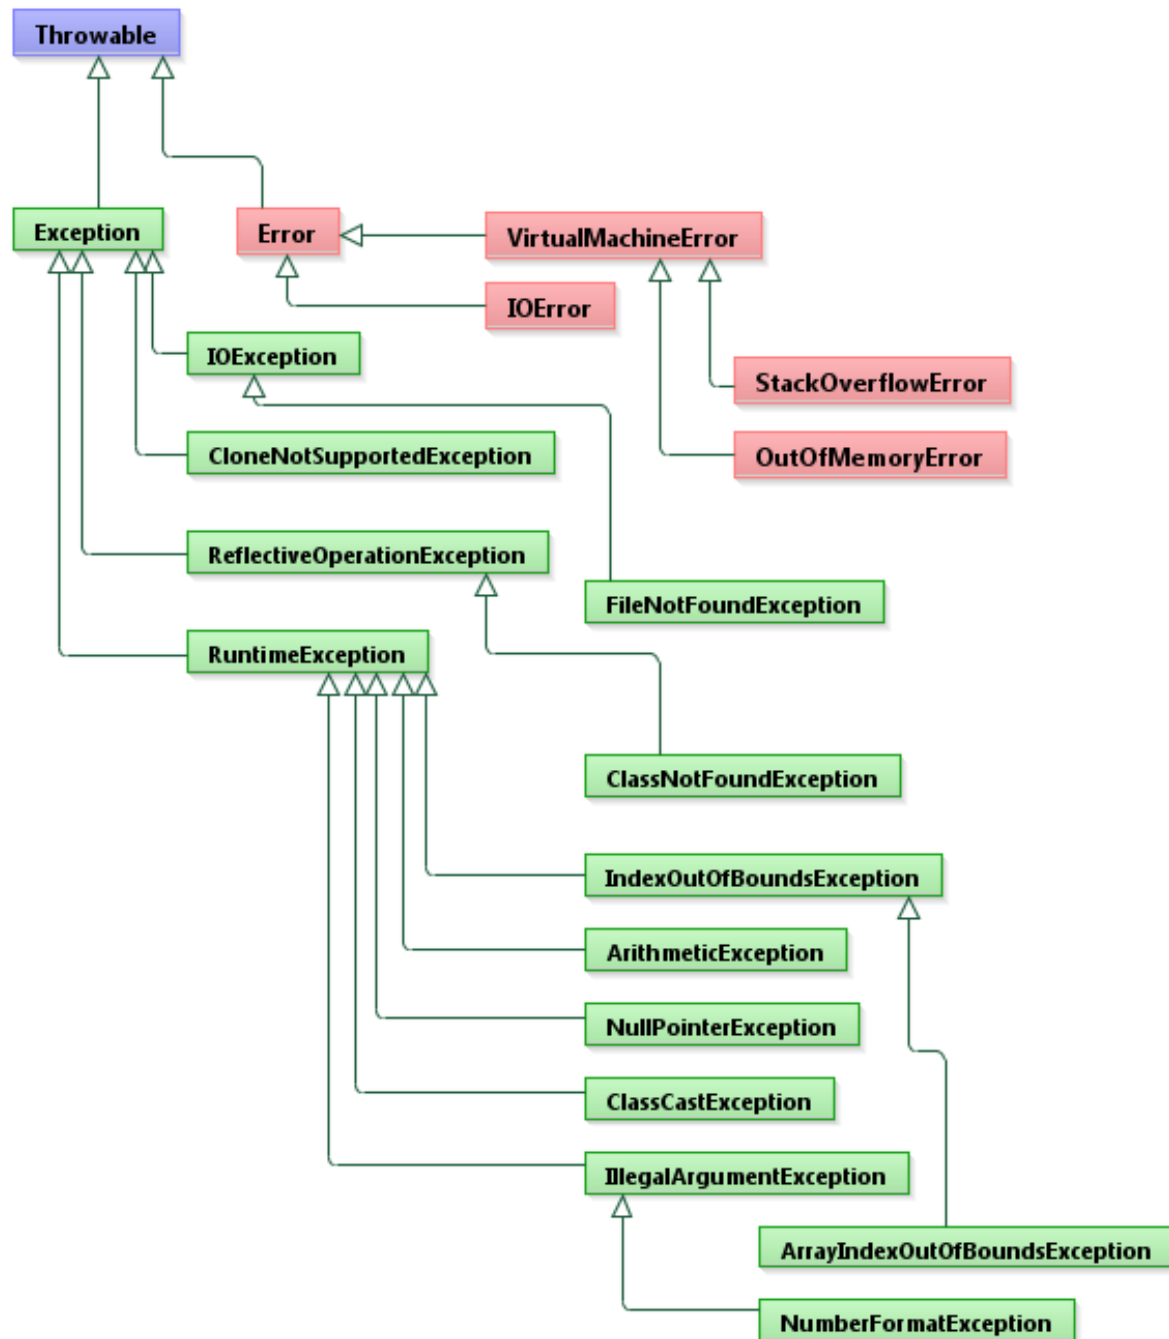 Throwable
Exception
Error
VirtualMachineError
IOError
IOException
StackOverflowError
CloneNotSupportedException
OutOfMemoryError
ReflectiveOperationException
FileNotFoundException
RuntimeException
ClassNotFoundException
IndexOutOfBoundsException
ArithmeticException
NullPointerException
ClassCastException
IllegalArgumentException
ArrayIndexOutOfBoundsException
NumberFormatException